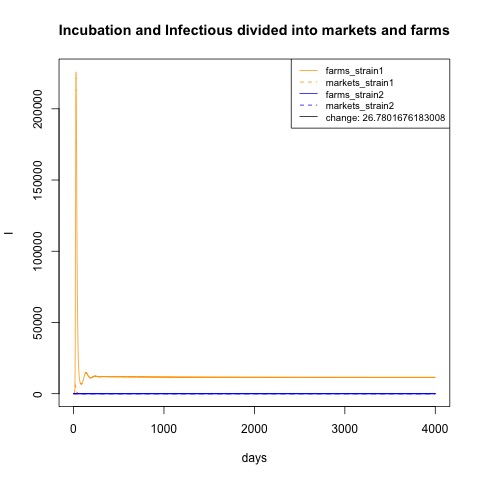 Incubation and Infectious divided into markets and farms
farms_strain1
markets_strain1
farms_strain2
markets_strain2
change: 26.7801676183008
200000
150000
100000
50000
0
I
0 1000 2000 3000 4000
days